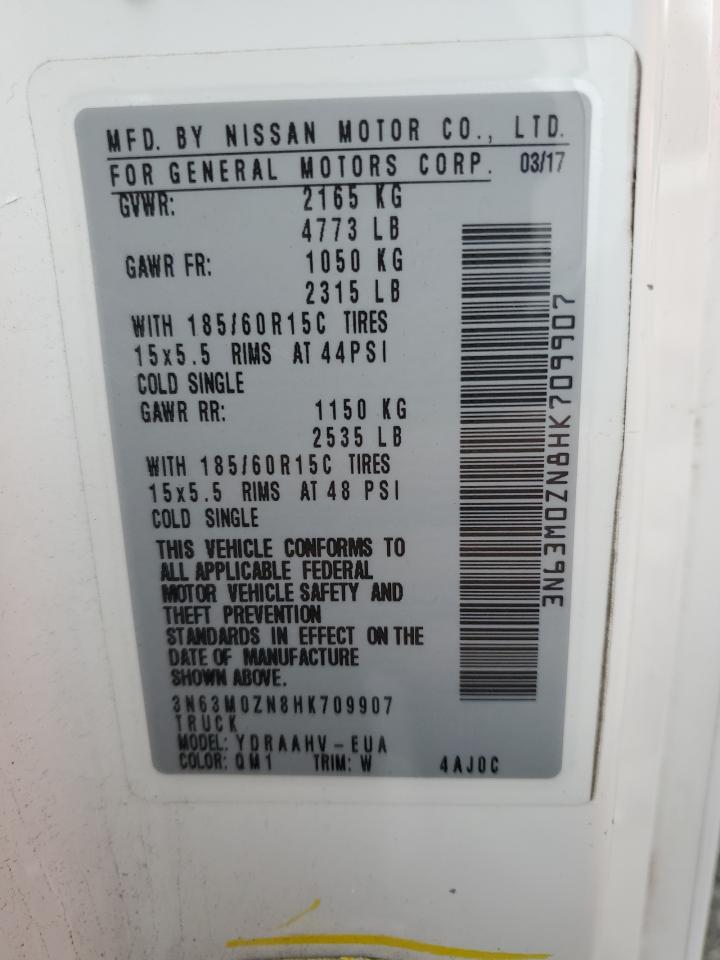 MFD. BY NISSAN MOTOR CO., LTD.
FOR GENERAL MOTORS CORP. 03/17
GVWR: 2165 KG
4773 LB
GAWR FR: 1050 KG
2315 LB
WITH 185/60R15C TIRES
15x5.5 RIMS AT 44PSI
COLD SINGLE
GAWR RR: 1150 KG
2535 LB
WITH 185/60R15C TIRES
15x5.5 RIMS AT 48 PSI
COLD SINGLE
THIS VEHICLE CONFORMS TO
ALL APPLICABLE FEDERAL
MOTOR VEHICLE SAFETY AND
THEFT PREVENTION
STANDARDS IN EFFECT ON THE
DATE OF MANUFACTURE
SHOWN ABOVE.
3N63M0ZN8HK709907
TRUCK
MODEL: YDRAAHV-EUA
COLOR: QM1 TRIM: W 4AJ0C
3N63M0ZN8HK709907